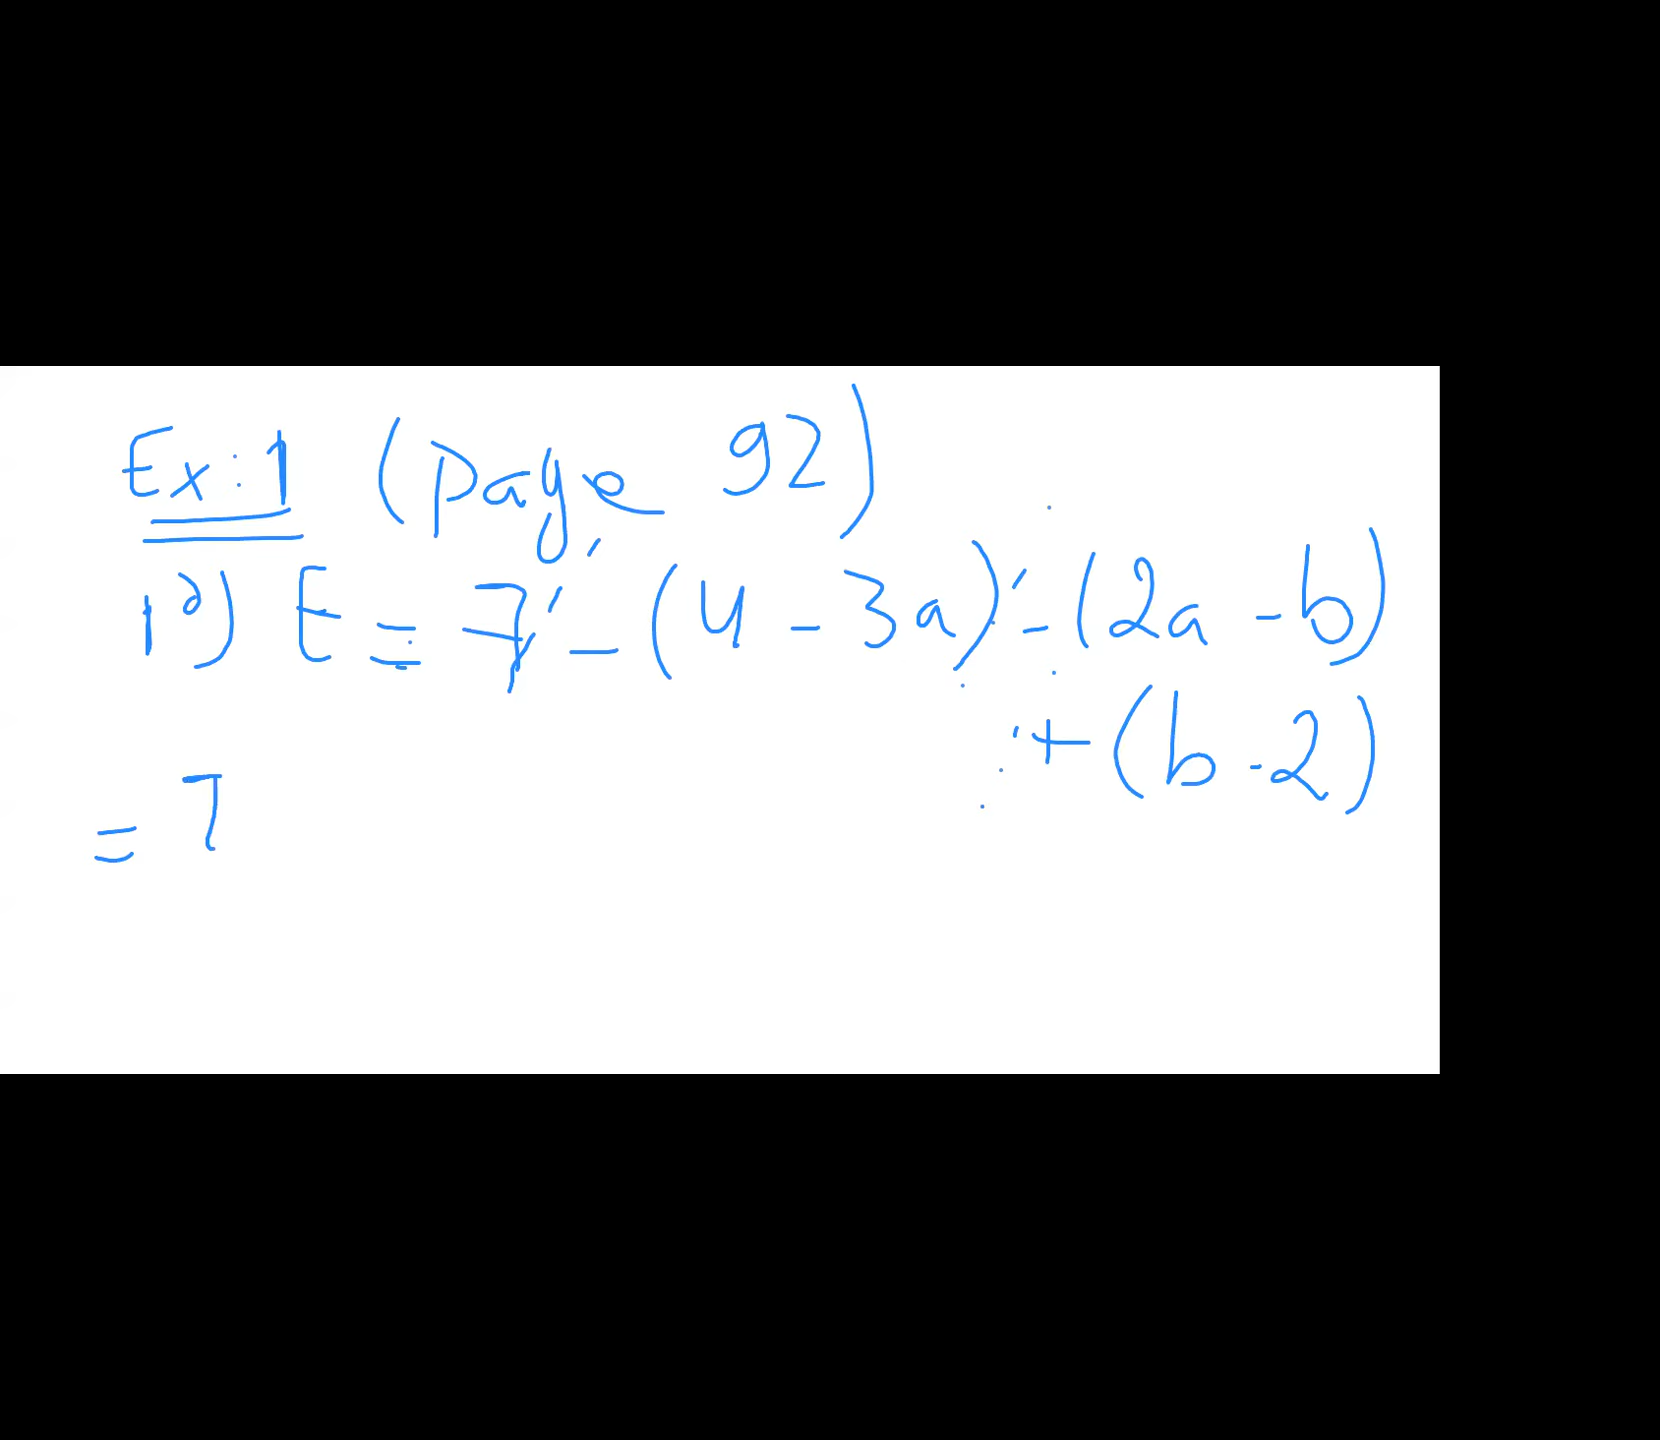 Ex: 1 (page 92)
1°) E = 7 - (4 - 3a) - (2a - b)
+ (b - 2)
= 7